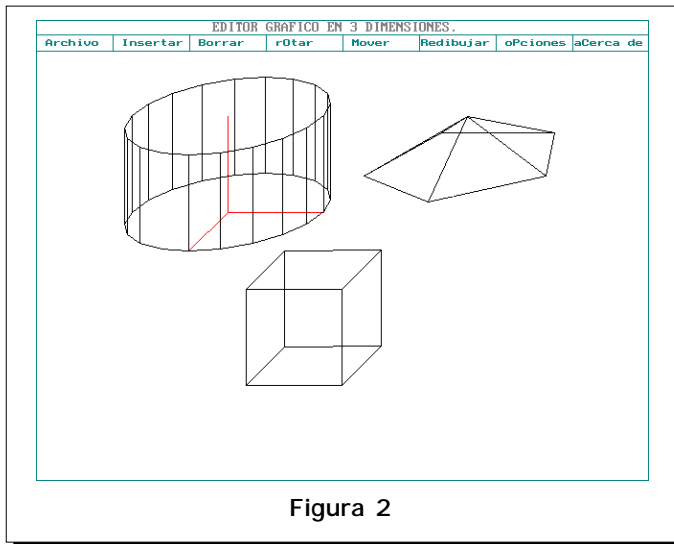 EDITOR GRAFICO EN 3 DIMENSIONES.
Archivo Insertar Borrar rOtar Mover Redibujar oPciones aCerca de
Figura 2